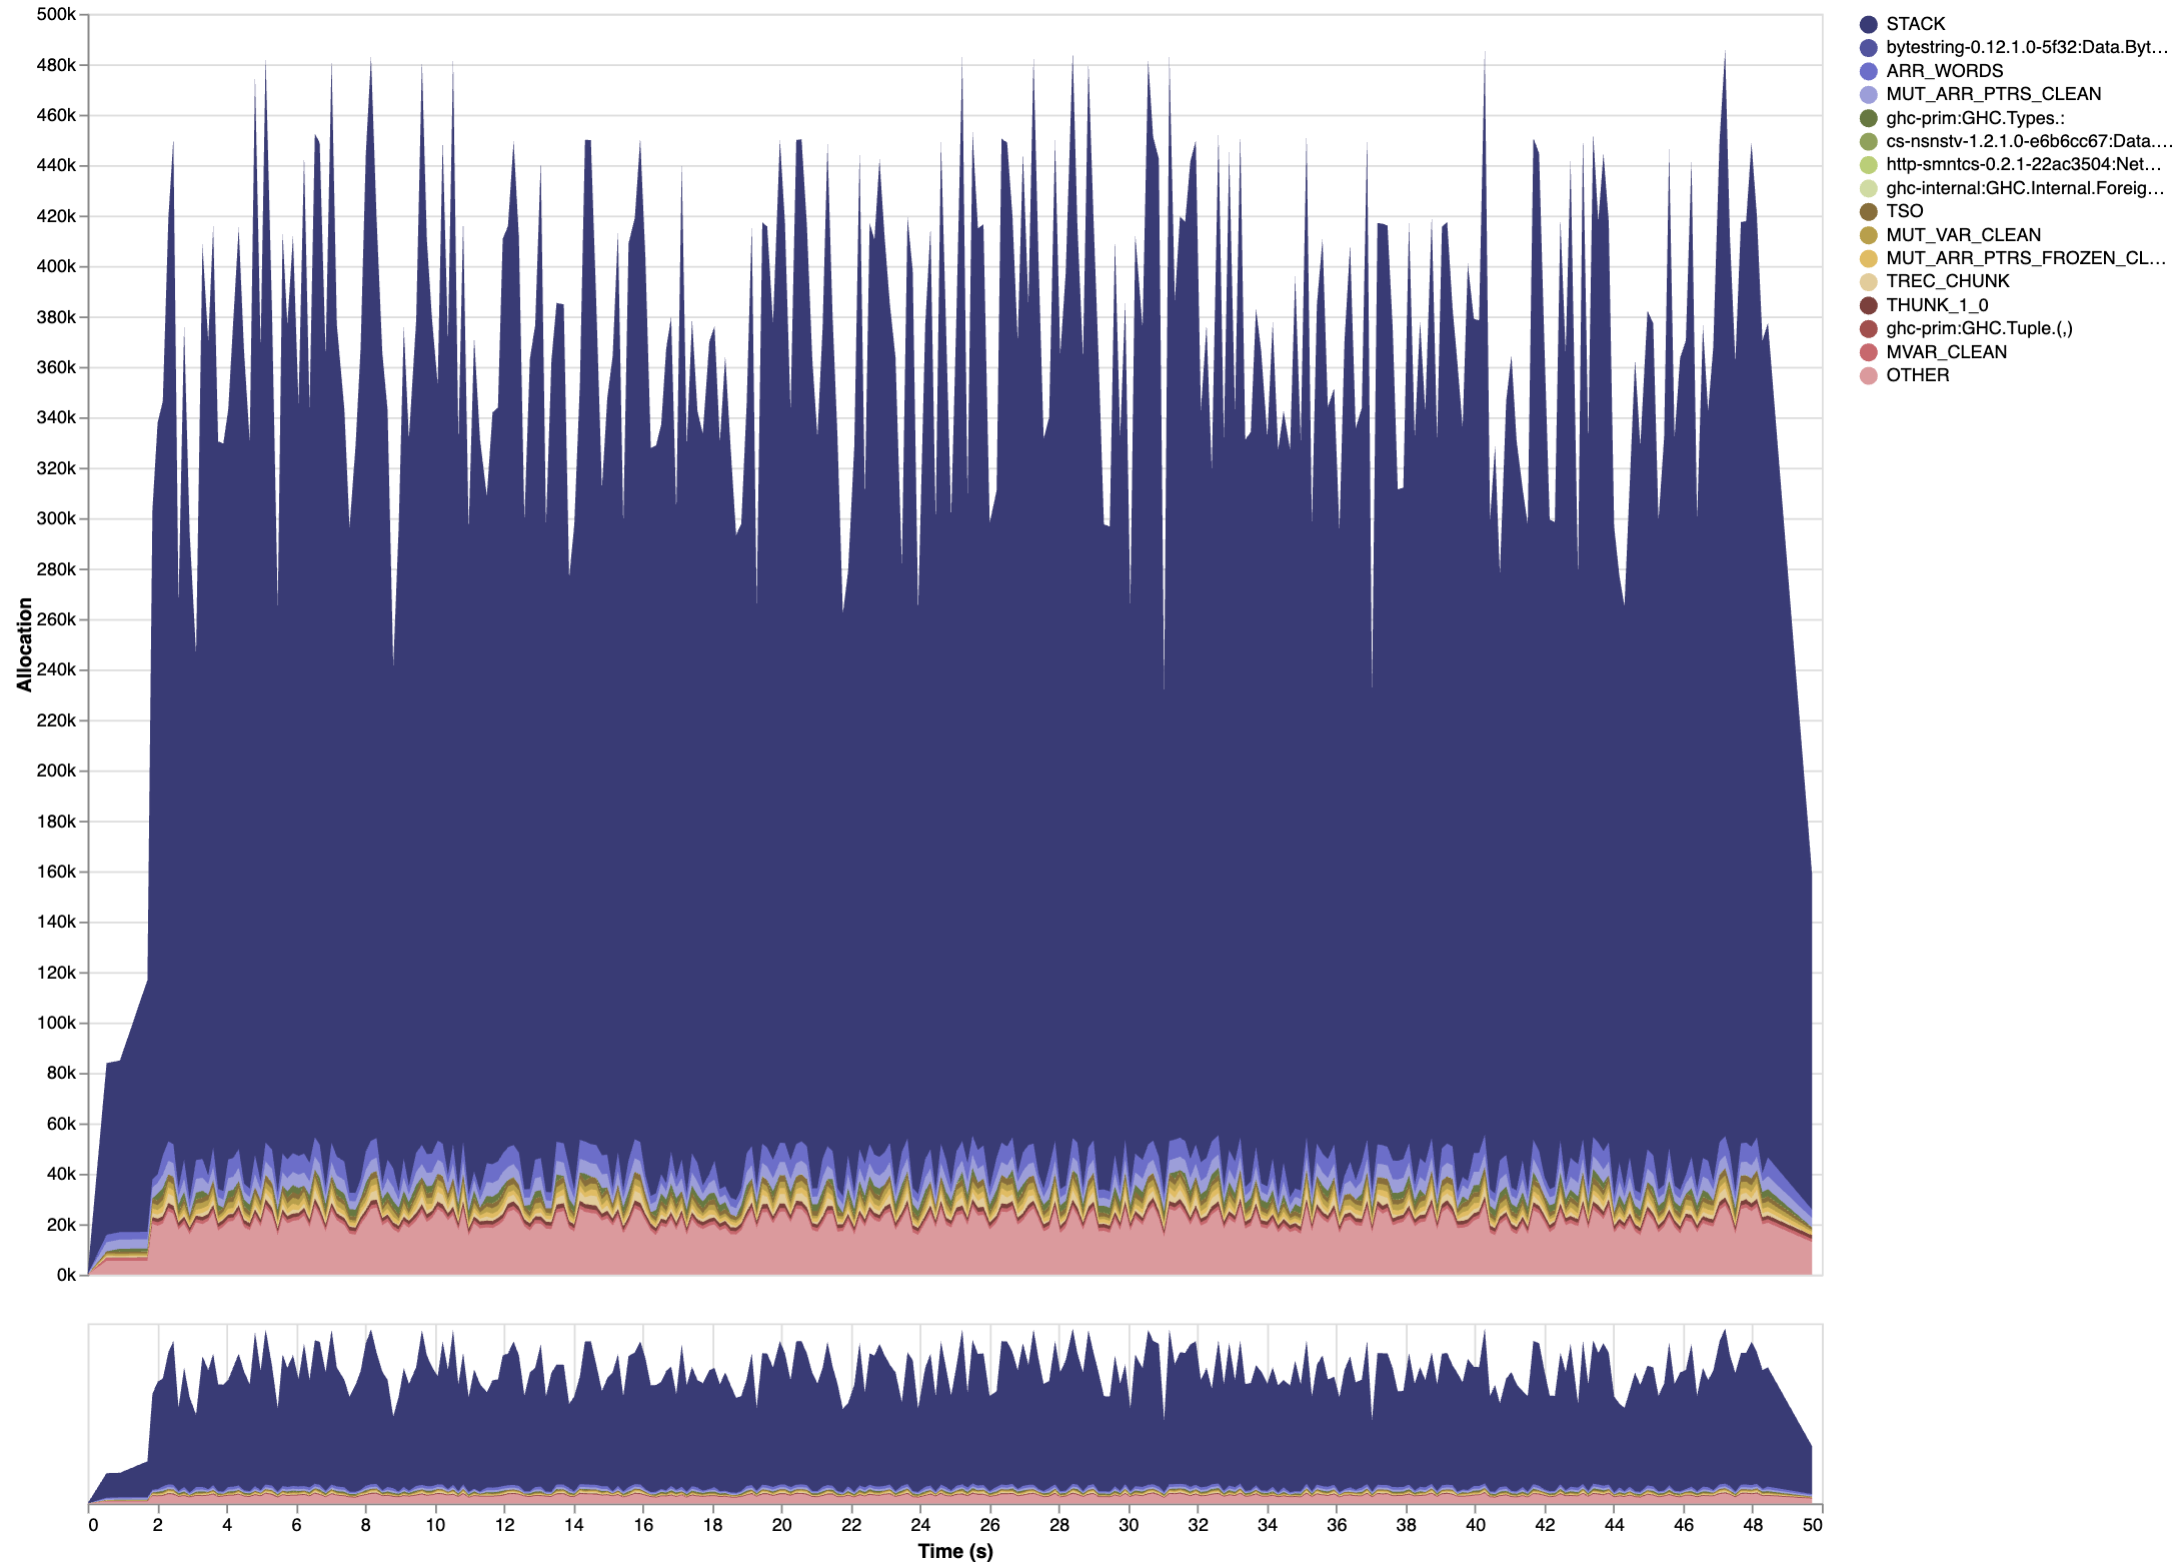 500k
480k
460k
440k
420k
400k
380k
360k
340k
320k
300k
280k
260k
240k
220k
200k
180k
160k
140k
120k
100k
80k
60k
40k
20k
0k
Allocation
STACK
bytestring-0.12.1.0-5f32:Data.Byt…
ARR_WORDS
MUT_ARR_PTRS_CLEAN
ghc-prim:GHC.Types.:
cs-nsnstv-1.2.1.0-e6b6cc67:Data.…
http-smntcs-0.2.1-22ac3504:Net…
ghc-internal:GHC.Internal.Foreig…
TSO
MUT_VAR_CLEAN
MUT_ARR_PTRS_FROZEN_CL…
TREC_CHUNK
THUNK_1_0
ghc-prim:GHC.Tuple.(,)
MVAR_CLEAN
OTHER
0 2 4 6 8 10 12 14 16 18 20 22 24 26 28 30 32 34 36 38 40 42 44 46 48 50
Time (s)